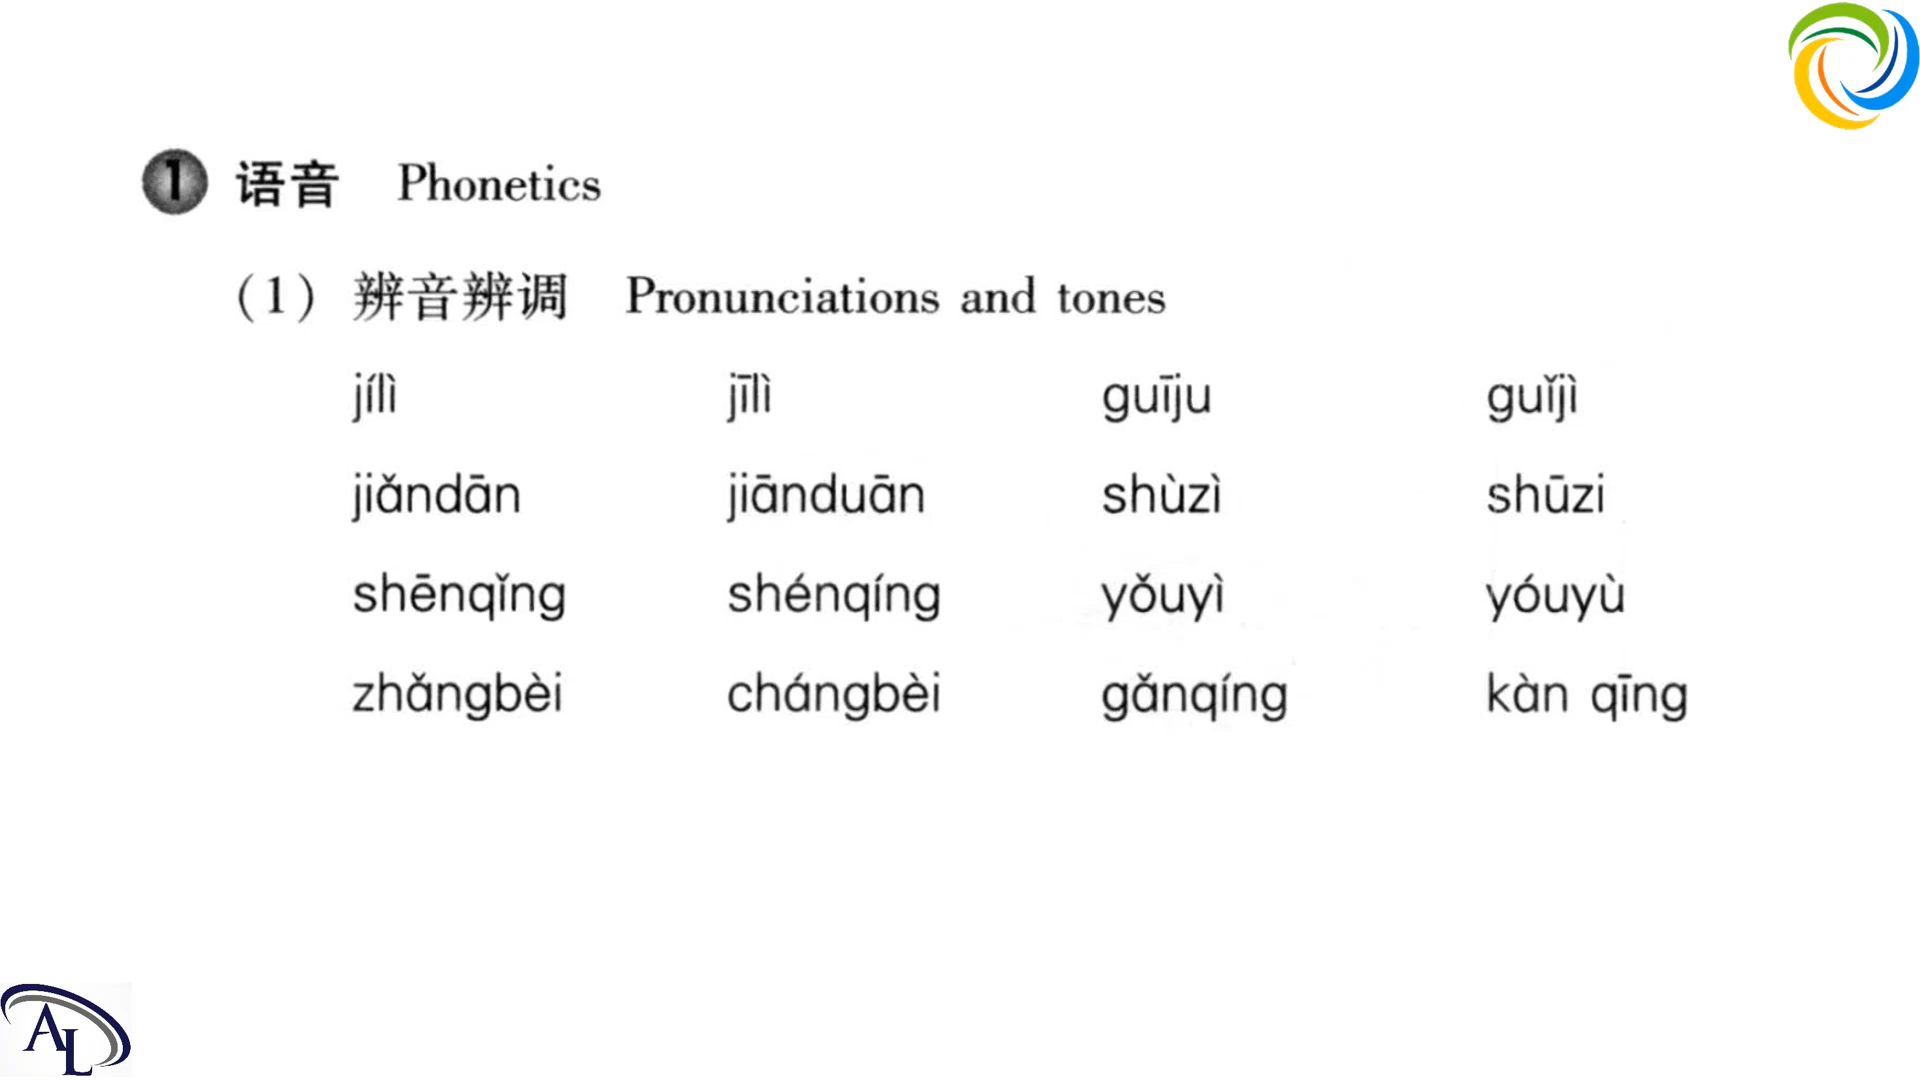 1 语音 Phonetics
(1) 辨音辨调 Pronunciations and tones
jílì jīlì guīju guǐjì
jiǎndān jiānduān shùzì shūzi
shēnqǐng shénqíng yǒuyì yóuyù
zhǎngbèi chángbèi gǎnqíng kàn qīng
AL